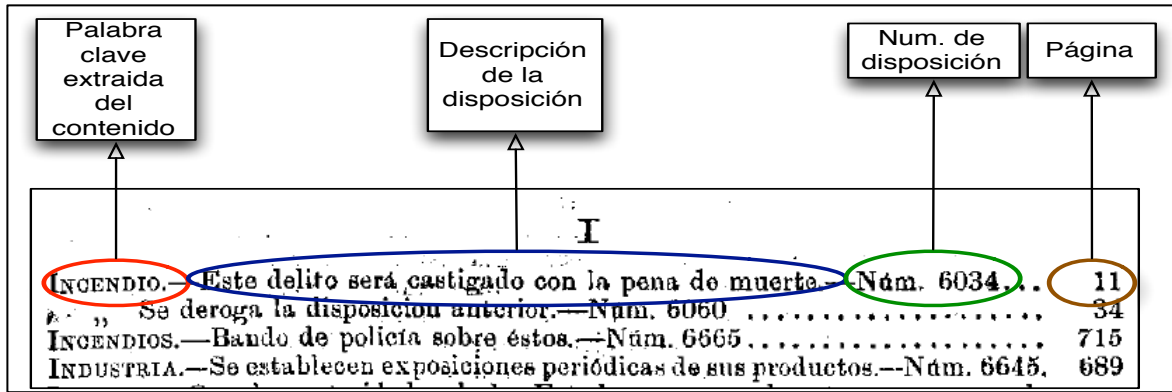 Palabra
clave
extraida
del
contenido
Descripción
de la
disposición
Num. de
disposición
Página
I
INCENDIO.—Este delito será castigado con la pena de muerte.—Núm. 6034... 11
„ Se deroga la disposición anterior.—Núm. 6060 .................. 34
INCENDIOS.—Bando de policía sobre éstos.—Núm. 6665................ 715
INDUSTRIA.—Se establecen exposiciones periódicas de sus productos.—Núm. 6645. 689